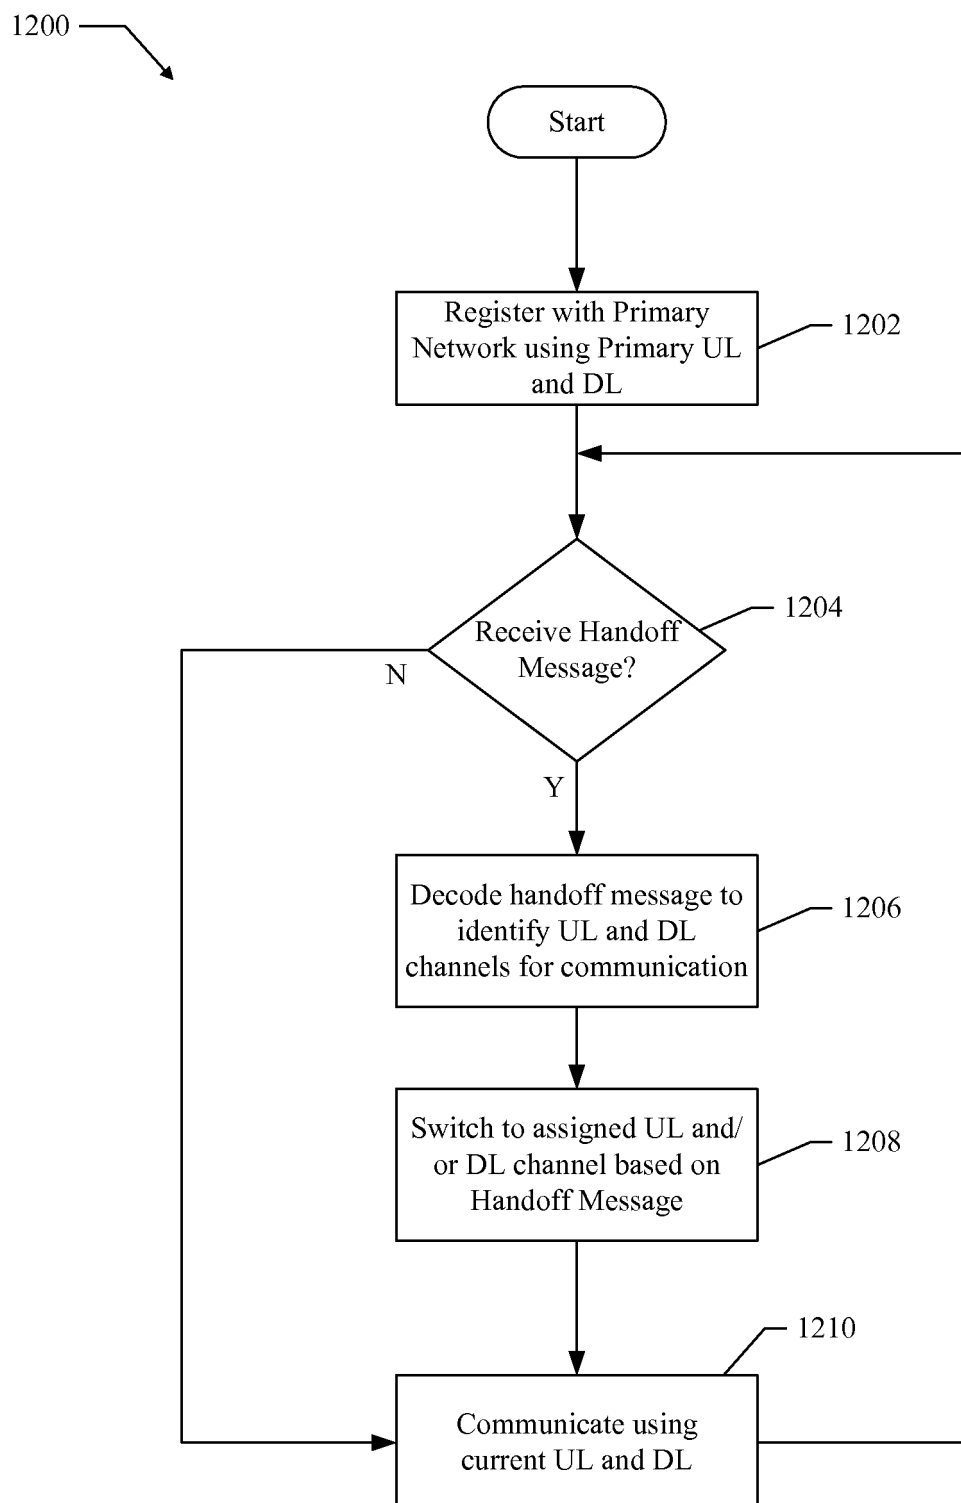 1200
Start
Register with Primary
Network using Primary UL
and DL
1202
Receive Handoff
Message?
1204
N
Y
Decode handoff message to
identify UL and DL
channels for communication
1206
Switch to assigned UL and/
or DL channel based on
Handoff Message
1208
1210
Communicate using
current UL and DL